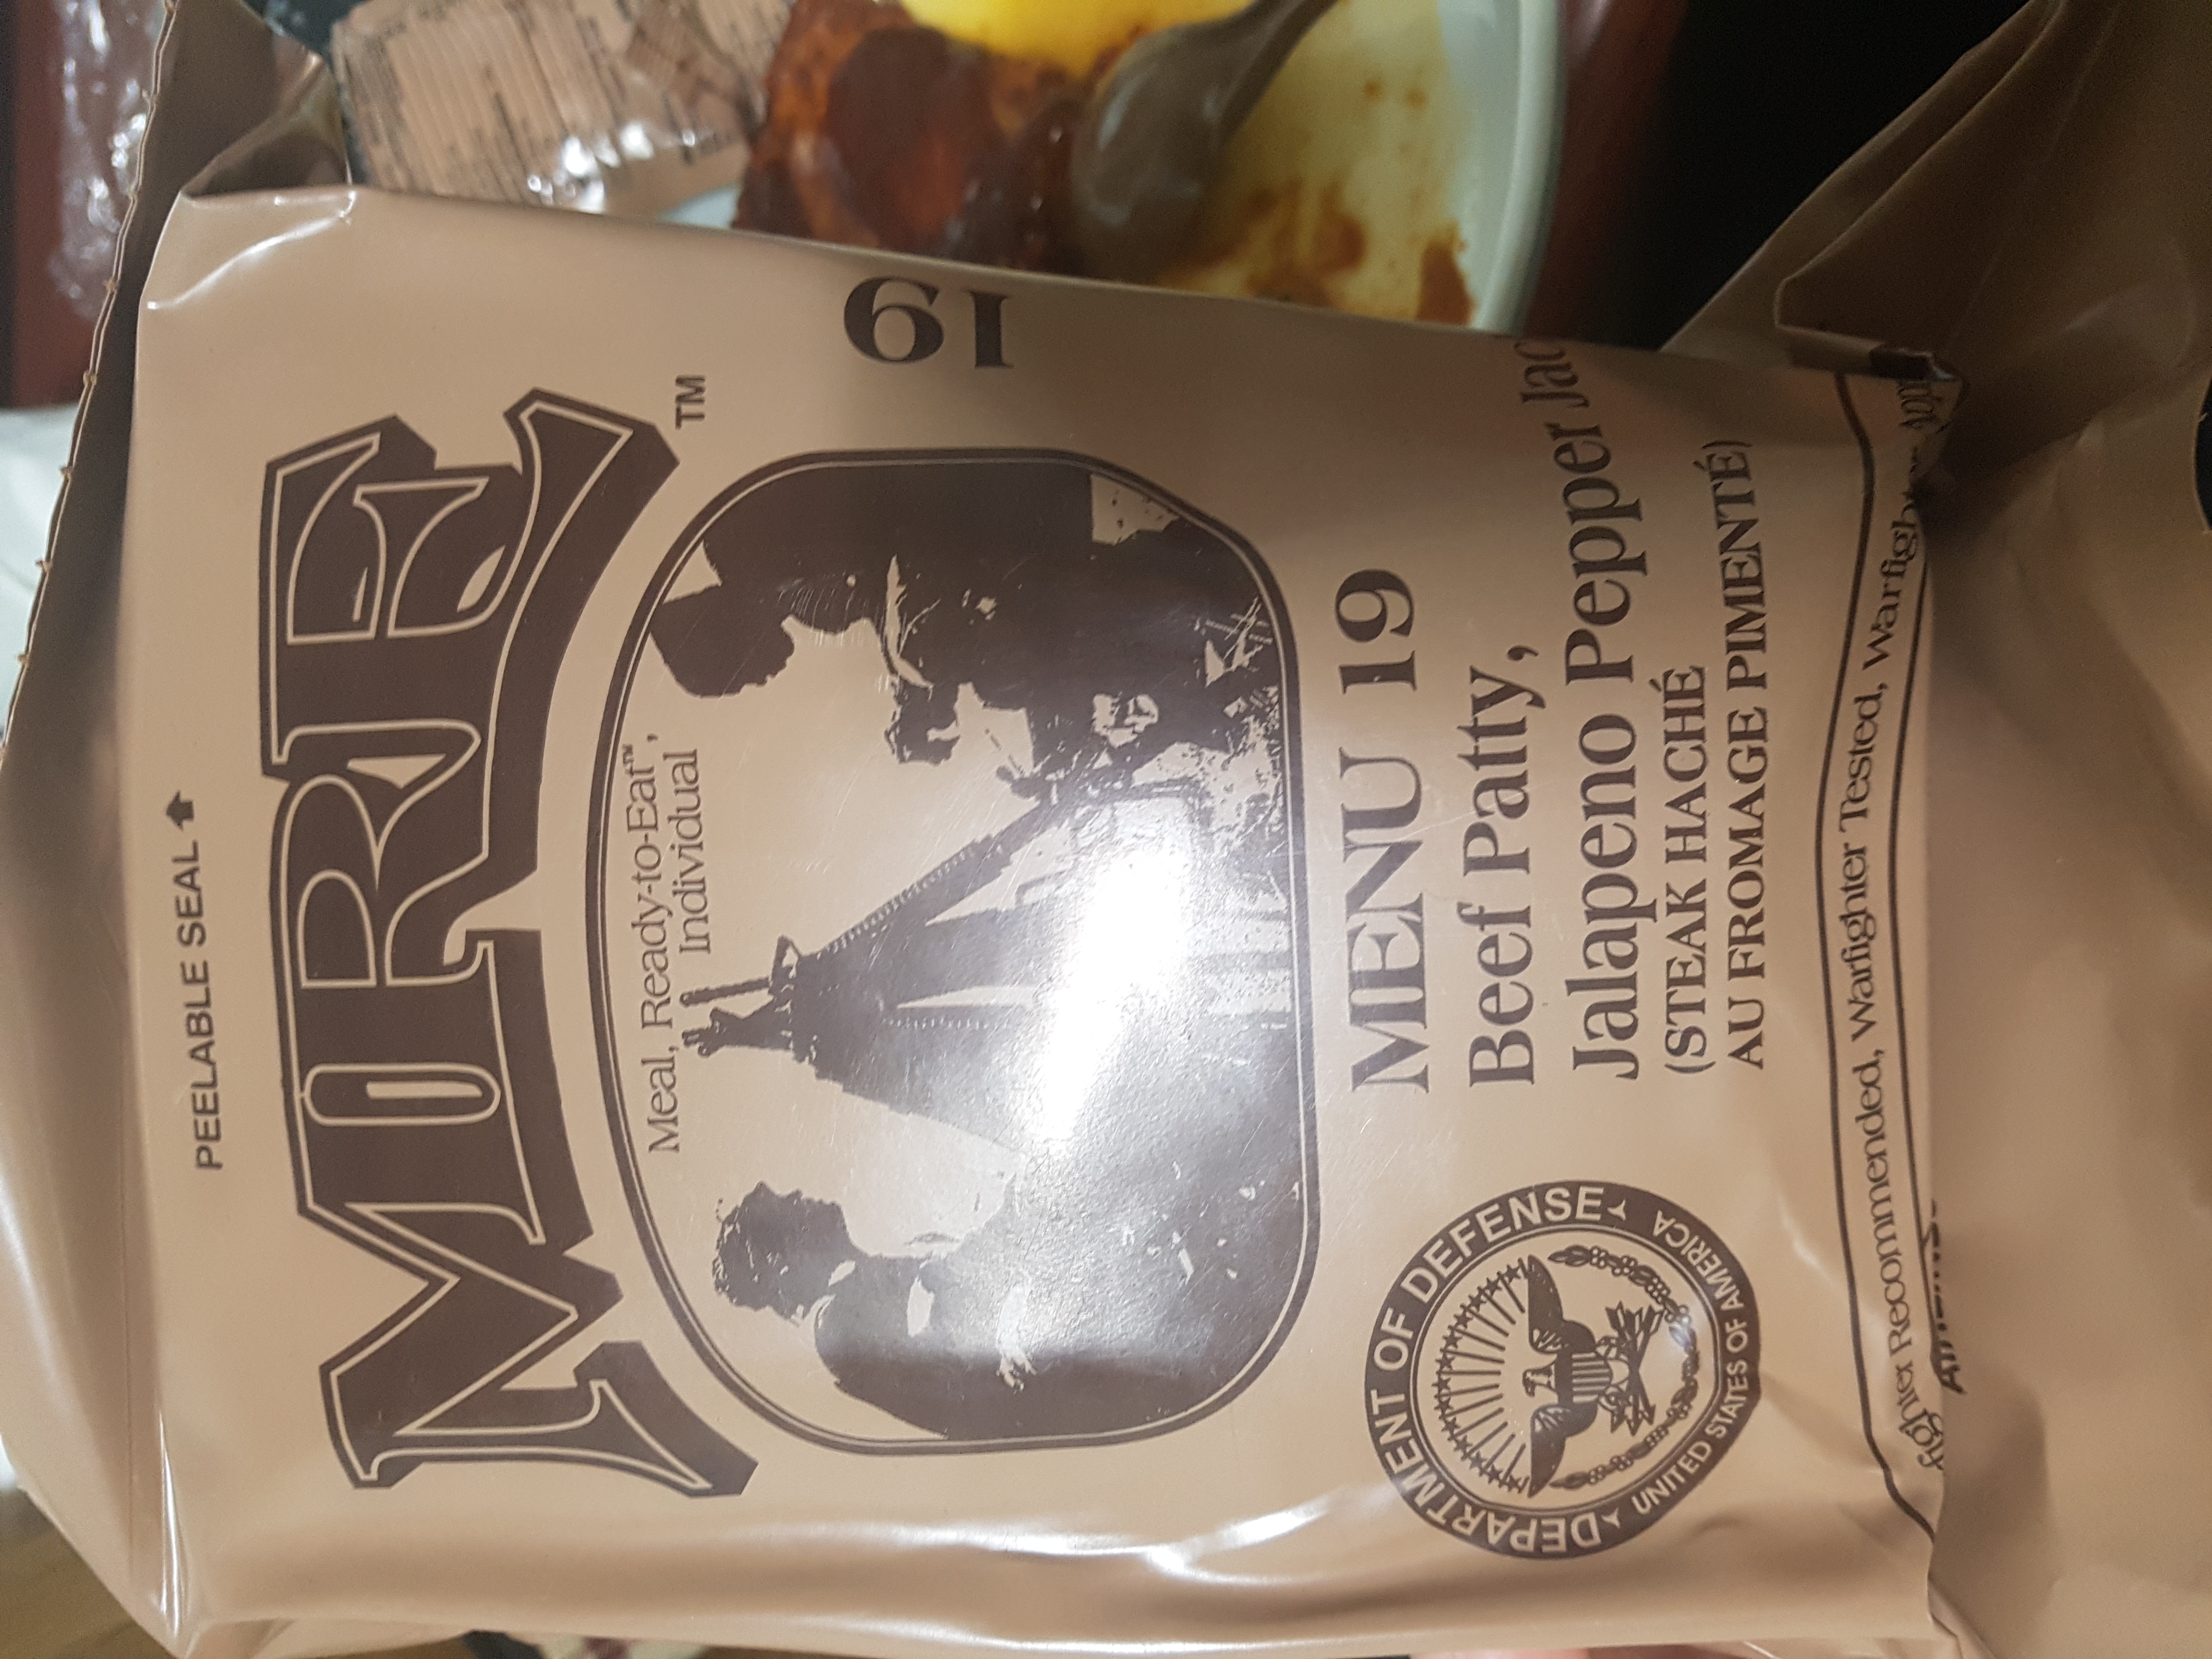 PEELABLE SEAL
MRE™
Meal, Ready-to-Eat™,
Individual
19
MENU 19
Beef Patty,
Jalapeno Pepper Jac
(STEAK HACHÉ
AU FROMAGE PIMENTÉ)
DEPARTMENT OF DEFENSE
UNITED STATES OF AMERICA
Recommended, Warfighter Tested,